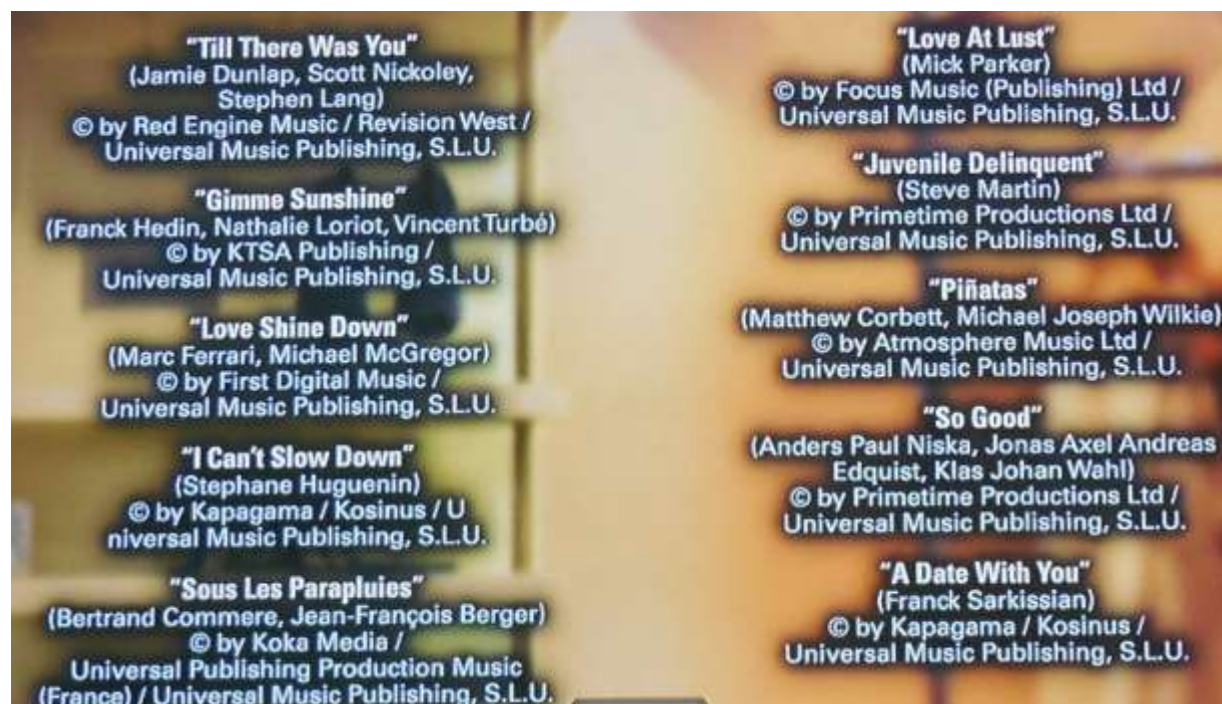 "Till There Was You"
(Jamie Dunlap, Scott Nickoley,
Stephen Lang)
© by Red Engine Music / Revision West /
Universal Music Publishing, S.L.U.
"Gimme Sunshine"
(Franck Hedin, Nathalie Loriot, Vincent Turbé)
© by KTSA Publishing /
Universal Music Publishing, S.L.U.
"Love Shine Down"
(Marc Ferrari, Michael McGregor)
© by First Digital Music /
Universal Music Publishing, S.L.U.
"I Can't Slow Down"
(Stephane Huguenin)
© by Kapagama / Kosinus / U
niversal Music Publishing, S.L.U.
"Sous Les Parapluies"
(Bertrand Commere, Jean-François Berger)
© by Koka Media /
Universal Publishing Production Music
(France) / Universal Music Publishing, S.L.U.
"Love At Lust"
(Mick Parker)
© by Focus Music (Publishing) Ltd /
Universal Music Publishing, S.L.U.
"Juvenile Delinquent"
(Steve Martin)
© by Primetime Productions Ltd /
Universal Music Publishing, S.L.U.
"Piñatas"
(Matthew Corbett, Michael Joseph Wilkie)
© by Atmosphere Music Ltd /
Universal Music Publishing, S.L.U.
"So Good"
(Anders Paul Niska, Jonas Axel Andreas
Edquist, Klas Johan Wahl)
© by Primetime Productions Ltd /
Universal Music Publishing, S.L.U.
"A Date With You"
(Franck Sarkissian)
© by Kapagama / Kosinus /
Universal Music Publishing, S.L.U.